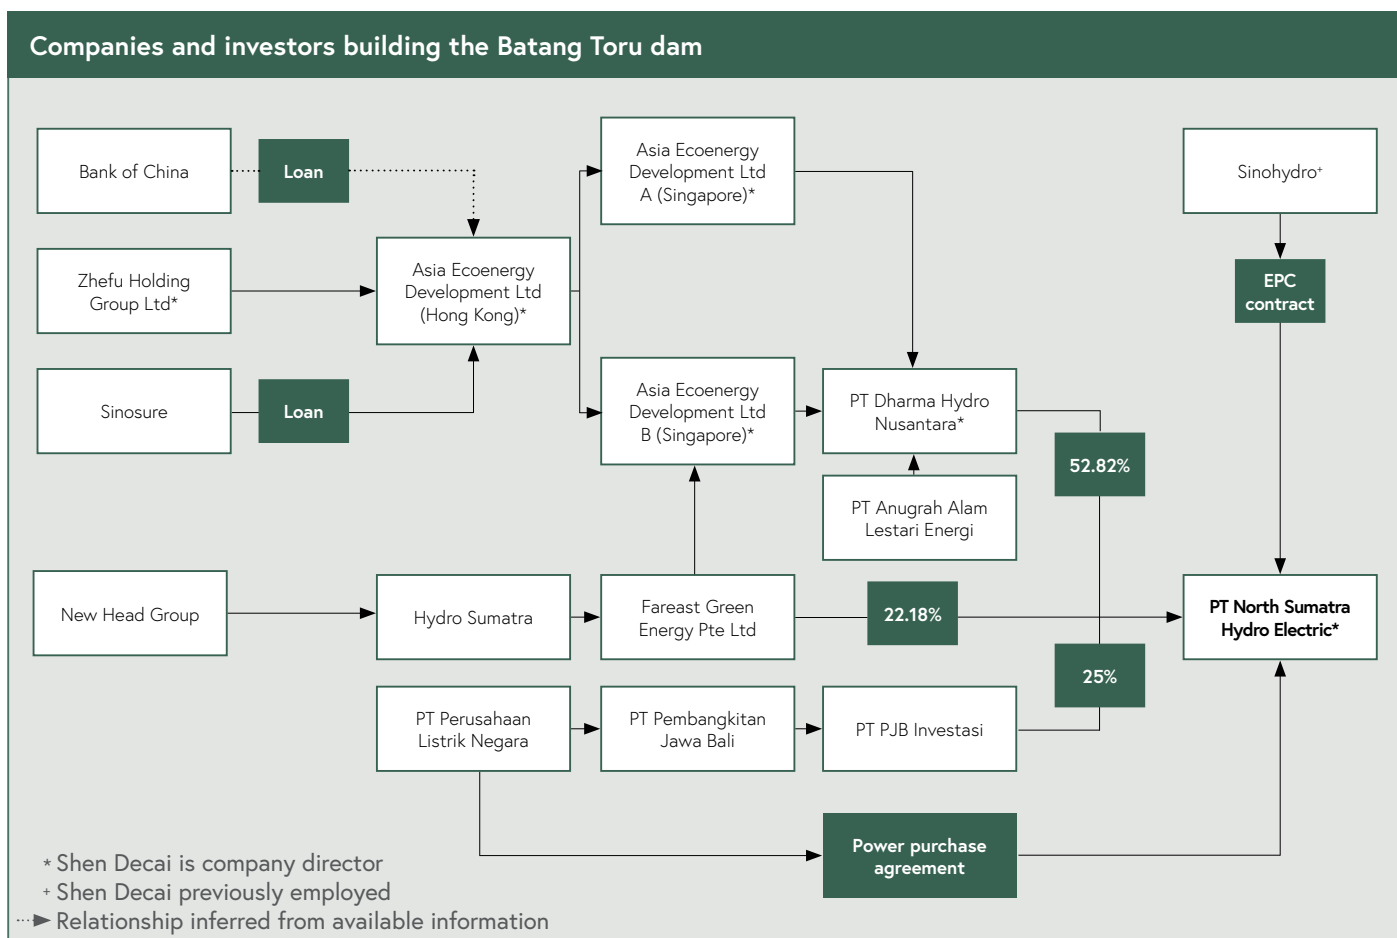 Companies and investors building the Batang Toru dam
Bank of China
Loan
Asia Ecoenergy
Development Ltd
A (Singapore)*
Sinohydro⁺
Zhefu Holding
Group Ltd*
Asia Ecoenergy
Development Ltd
(Hong Kong)*
EPC
contract
Sinosure
Loan
Asia Ecoenergy
Development Ltd
B (Singapore)*
PT Dharma Hydro
Nusantara*
52.82%
PT Anugrah Alam
Lestari Energi
New Head Group
Hydro Sumatra
Fareast Green
Energy Pte Ltd
22.18%
PT North Sumatra
Hydro Electric*
25%
PT Perusahaan
Listrik Negara
PT Pembangkitan
Jawa Bali
PT PJB Investasi
Power purchase
agreement
* Shen Decai is company director
+ Shen Decai previously employed
Relationship inferred from available information